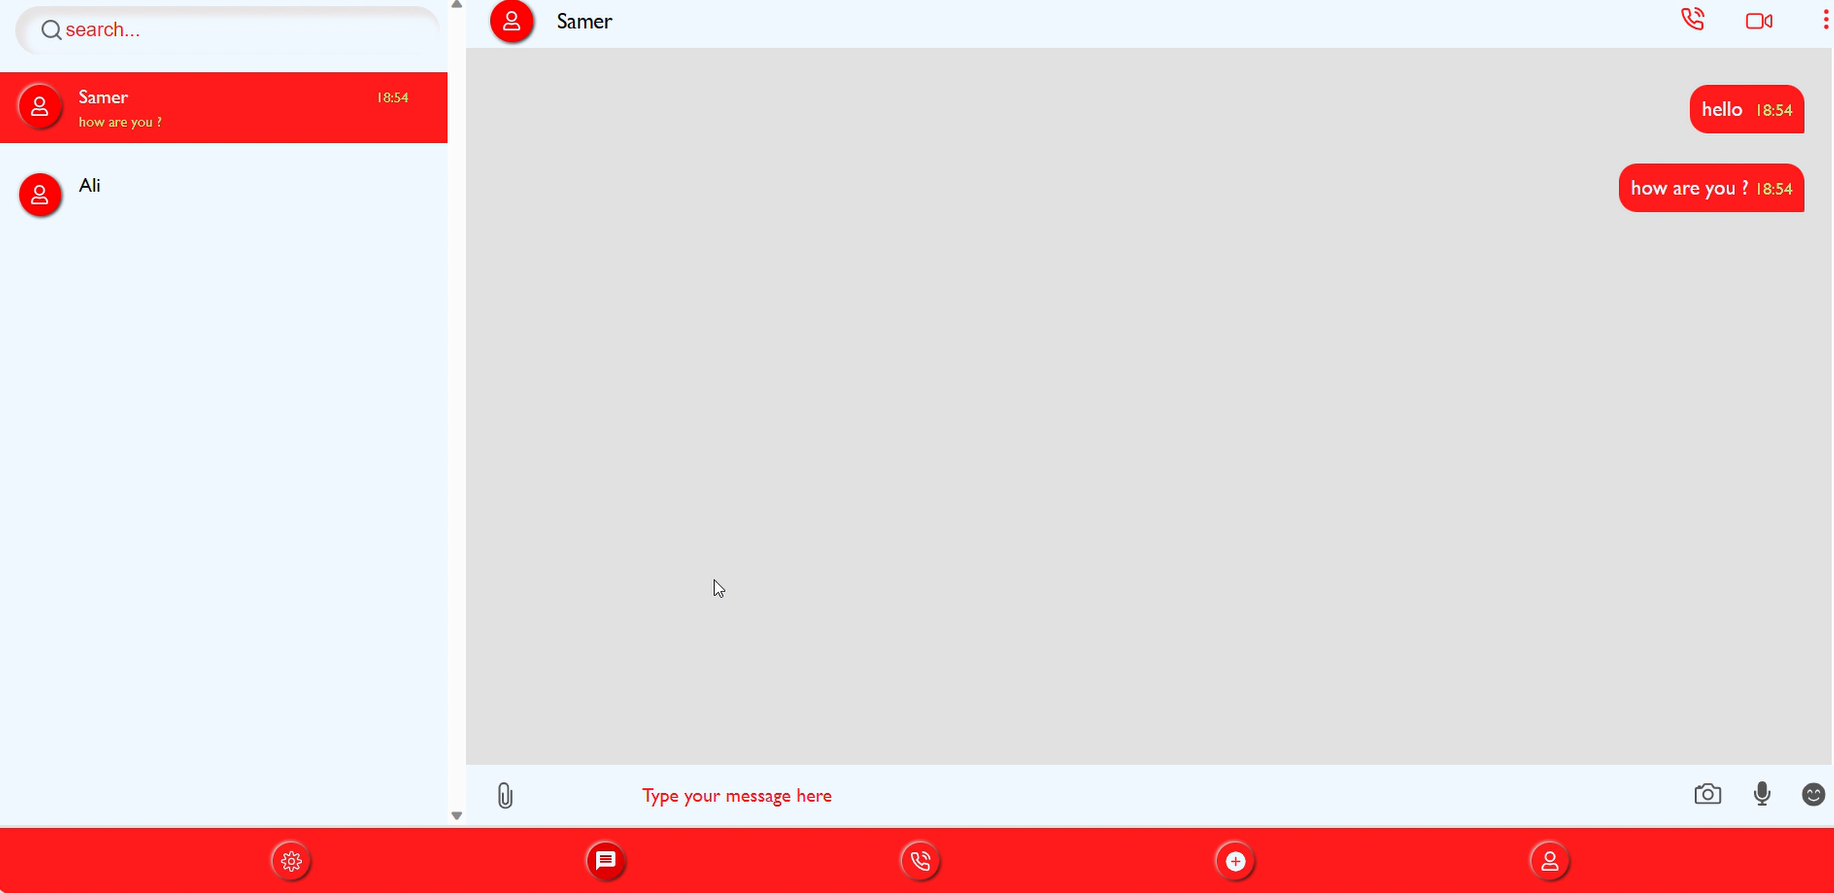 search...
Samer
18:54
how are you ?
Ali
Samer
hello 18:54
how are you ? 18:54
Type your message here